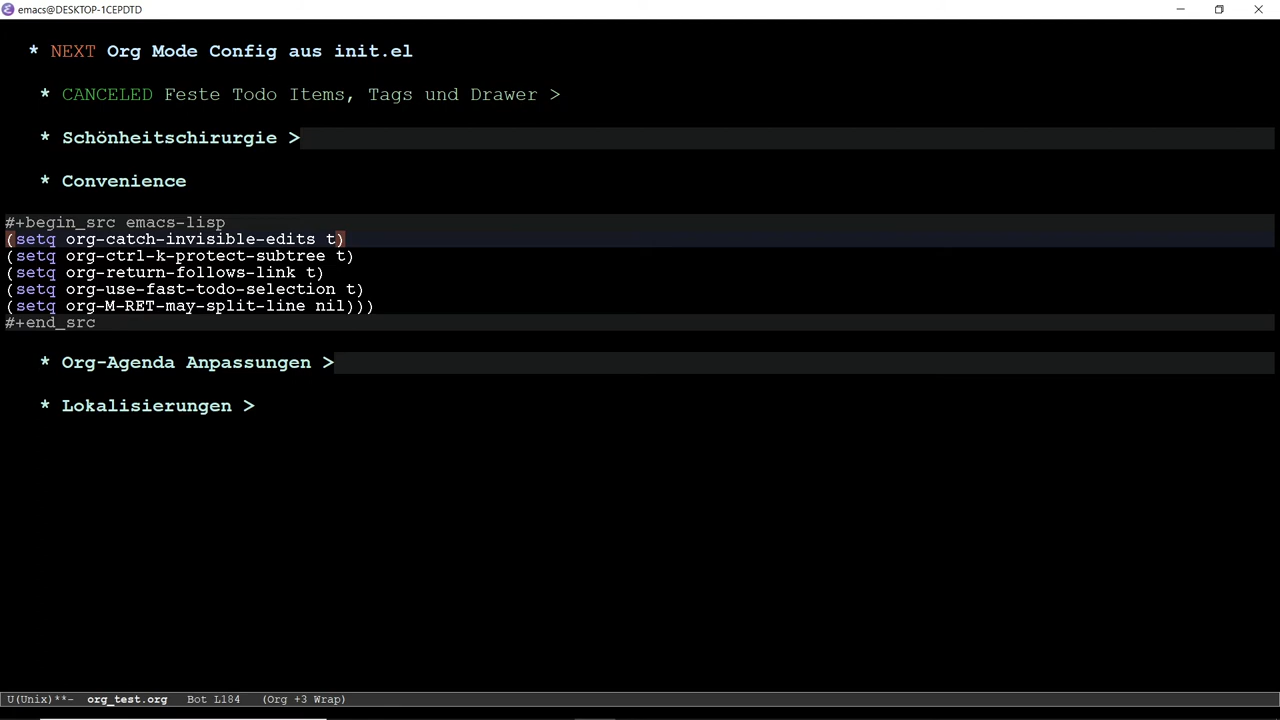 emacs@DESKTOP-1CEPDTD
* NEXT Org Mode Config aus init.el
* CANCELED Feste Todo Items, Tags und Drawer >
* Schönheitschirurgie >
* Convenience
#+begin_src emacs-lisp
(setq org-catch-invisible-edits t)
(setq org-ctrl-k-protect-subtree t)
(setq org-return-follows-link t)
(setq org-use-fast-todo-selection t)
(setq org-M-RET-may-split-line nil)))
#+end_src
* Org-Agenda Anpassungen >
* Lokalisierungen >
U(Unix)**- org_test.org Bot L184 (Org +3 Wrap)